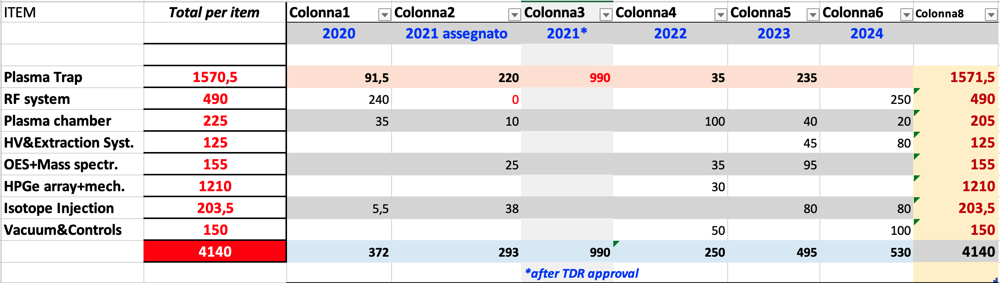 ITEM Total per item Colonna1 Colonna2 Colonna3 Colonna4 Colonna5 Colonna6 Colonna8
2020 2021 assegnato 2021* 2022 2023 2024
Plasma Trap 1570,5 91,5 220 990 35 235 1571,5
RF system 490 240 0 250 490
Plasma chamber 225 35 10 100 40 20 205
HV&Extraction Syst. 125 45 80 125
OES+Mass spectr. 155 25 35 95 155
HPGe array+mech. 1210 30 1210
Isotope Injection 203,5 5,5 38 80 80 203,5
Vacuum&Controls 150 50 100 150
4140 372 293 990 250 495 530 4140
*after TDR approval